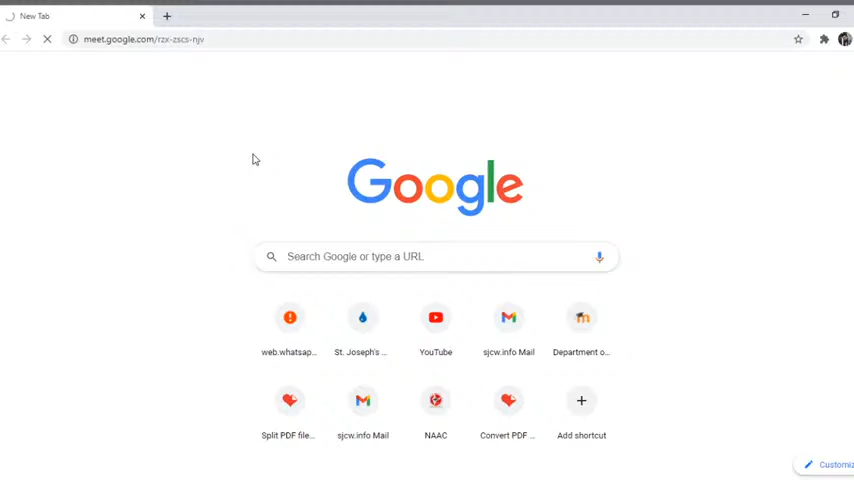 New Tab
meet.google.com/rzx-zscs-njv
Google
Search Google or type a URL
web.whatsap... St. Joseph's ... YouTube sjcw.info Mail Department o...
Split PDF file... sjcw.info Mail NAAC Convert PDF ... Add shortcut
Customiz